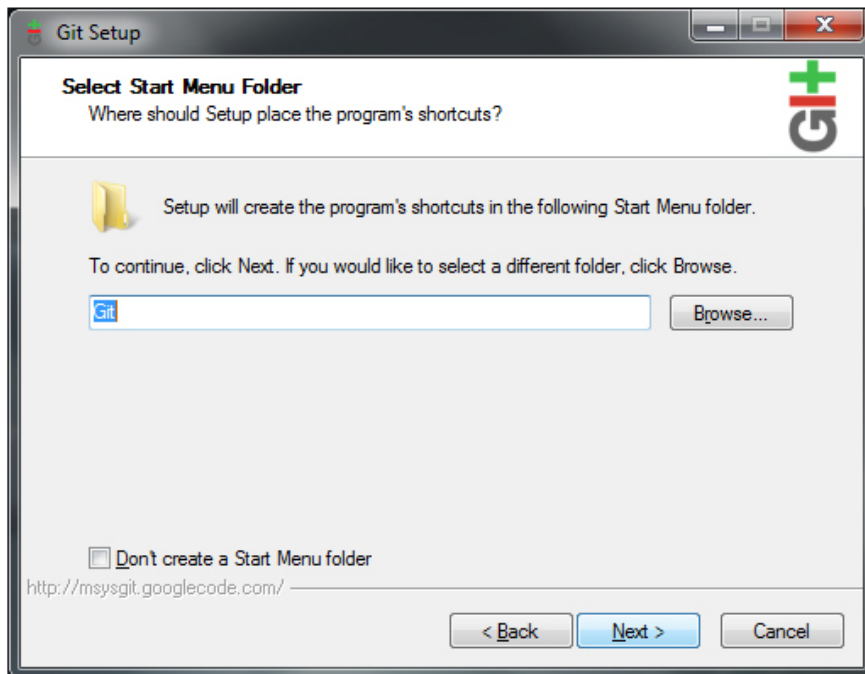 Git Setup
Select Start Menu Folder
Where should Setup place the program's shortcuts?
git
Setup will create the program's shortcuts in the following Start Menu folder.
To continue, click Next. If you would like to select a different folder, click Browse.
Git
Browse...
Don't create a Start Menu folder
http://msysgit.googlecode.com/
< Back
Next >
Cancel